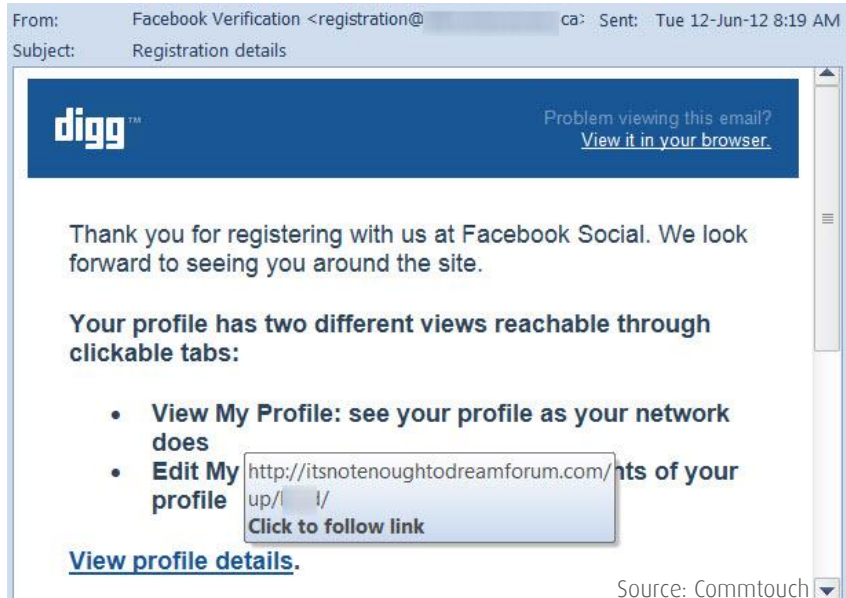 From: Facebook Verification <registration@ ca> Sent: Tue 12-Jun-12 8:19 AM
Subject: Registration details
digg™
Problem viewing this email?
View it in your browser.
Thank you for registering with us at Facebook Social. We look
forward to seeing you around the site.
Your profile has two different views reachable through
clickable tabs:
• View My Profile: see your profile as your network
does
• Edit My nts of your
profile
http://itsnotenoughtodreamforum.com/
up/ /
Click to follow link
View profile details.
Source: Commtouch